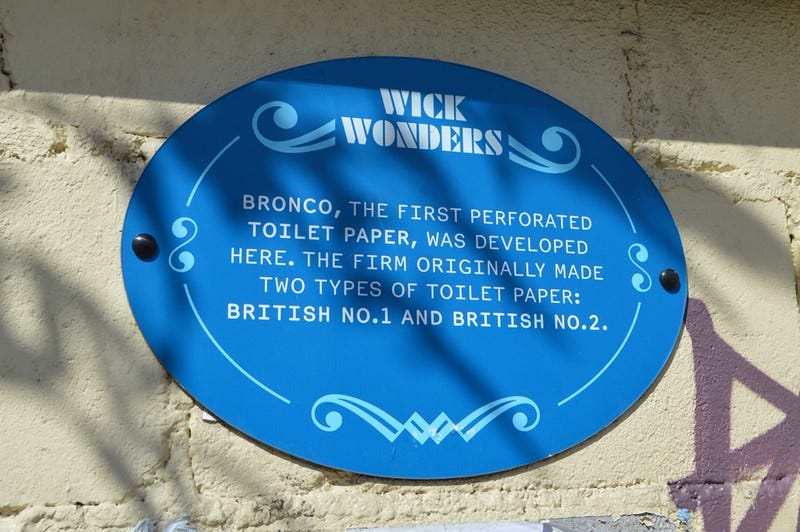 WICK
WONDERS
BRONCO, THE FIRST PERFORATED
TOILET PAPER, WAS DEVELOPED
HERE. THE FIRM ORIGINALLY MADE
TWO TYPES OF TOILET PAPER:
BRITISH NO.1 AND BRITISH NO.2.